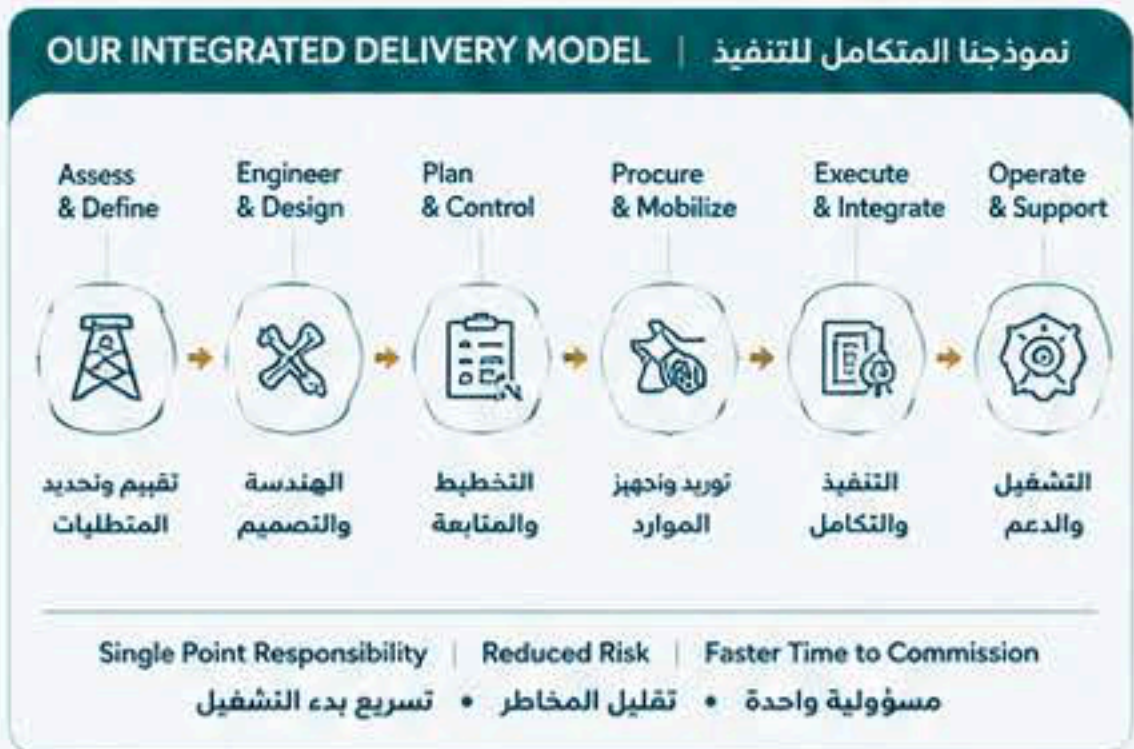 OUR INTEGRATED DELIVERY MODEL | نموذجنا المتكامل للتنفيذ
Assess
& Define
Engineer
& Design
Plan
& Control
Procure
& Mobilize
Execute
& Integrate
Operate
& Support
تقييم وتحديد
المتطلبات
الهندسة
والتصميم
التخطيط
والمتابعة
توريد وتجهيز
الموارد
التنفيذ
والتكامل
التشغيل
والدعم
Single Point Responsibility | Reduced Risk | Faster Time to Commission
مسؤولية واحدة • تقليل المخاطر • تسريع بدء التشغيل